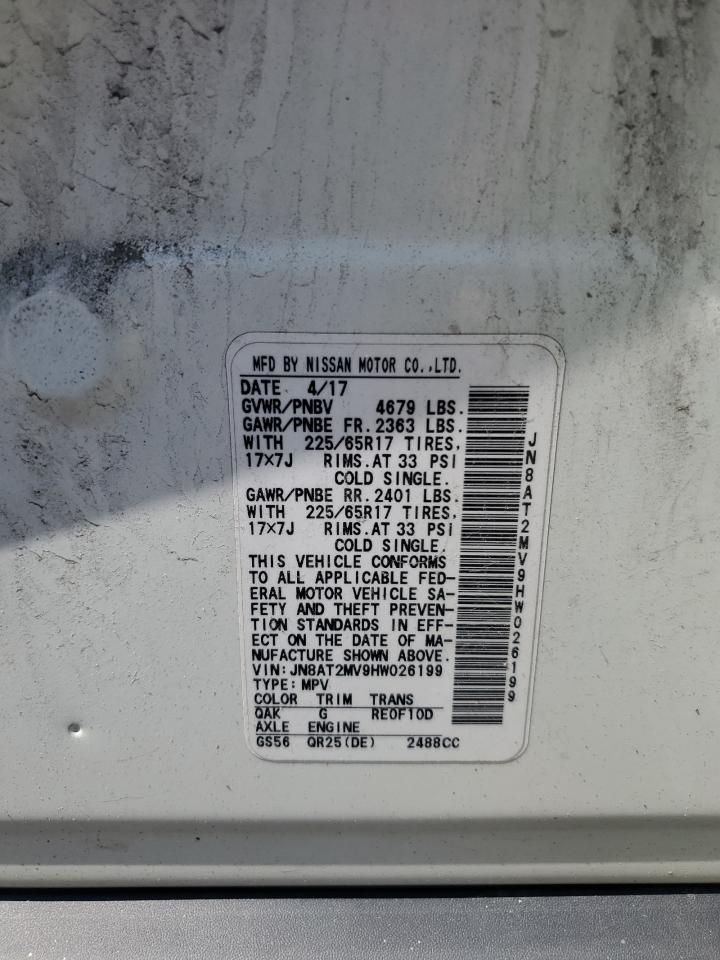 MFD BY NISSAN MOTOR CO.,LTD.
DATE 4/17
GVWR/PNBV 4679 LBS.
GAWR/PNBE FR.2363 LBS.
WITH 225/65R17 TIRES,
17×7J RIMS.AT 33 PSI
COLD SINGLE.
GAWR/PNBE RR.2401 LBS.
WITH 225/65R17 TIRES,
17×7J RIMS.AT 33 PSI
COLD SINGLE.
THIS VEHICLE CONFORMS
TO ALL APPLICABLE FED-
ERAL MOTOR VEHICLE SA-
FETY AND THEFT PREVEN-
TION STANDARDS IN EFF-
ECT ON THE DATE OF MA-
NUFACTURE SHOWN ABOVE.
VIN:JN8AT2MV9HW026199
TYPE:MPV
COLOR TRIM TRANS
QAK G RE0F10D
AXLE ENGINE
GS56 QR25(DE) 2488CC
JN8AT2MV9HW026199